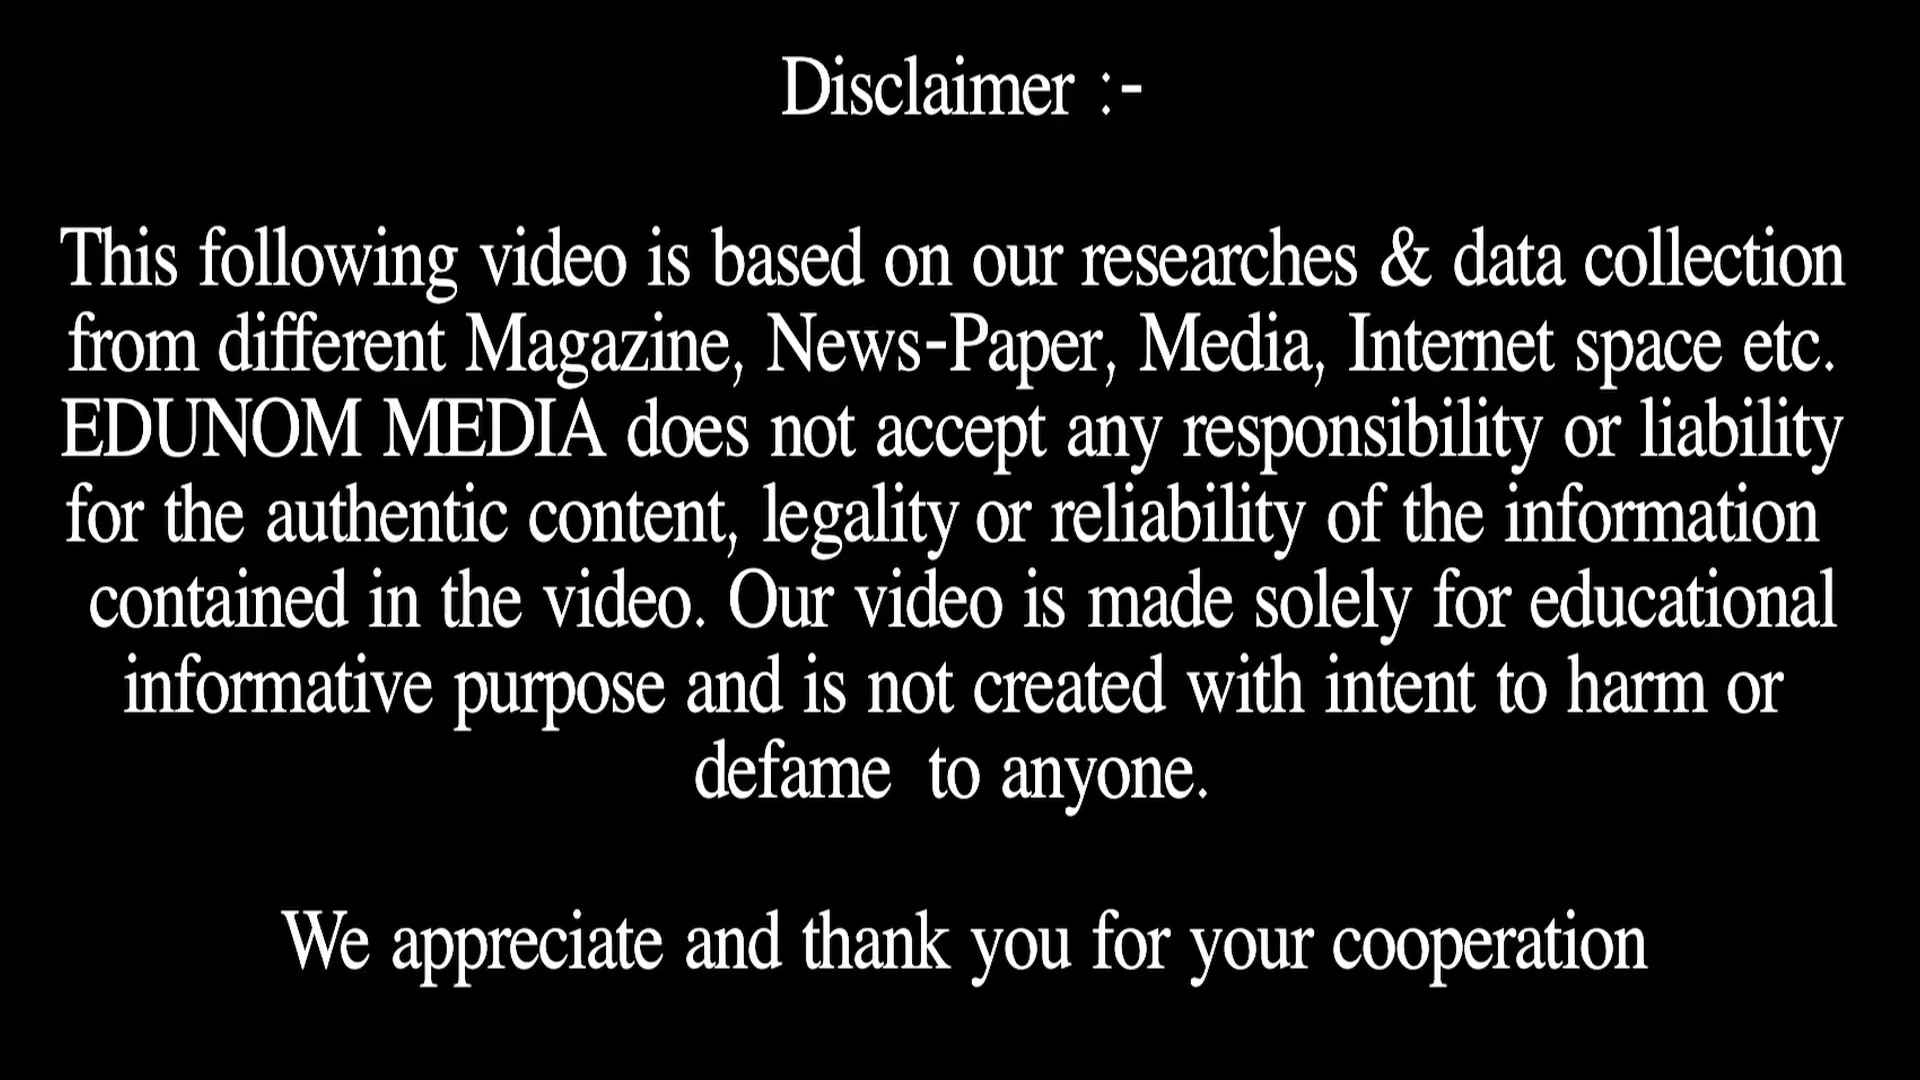 Disclaimer :-
This following video is based on our researches & data collection
from different Magazine, News-Paper, Media, Internet space etc.
EDUNOM MEDIA does not accept any responsibility or liability
for the authentic content, legality or reliability of the information
contained in the video. Our video is made solely for educational
informative purpose and is not created with intent to harm or
defame  to anyone.
We appreciate and thank you for your cooperation